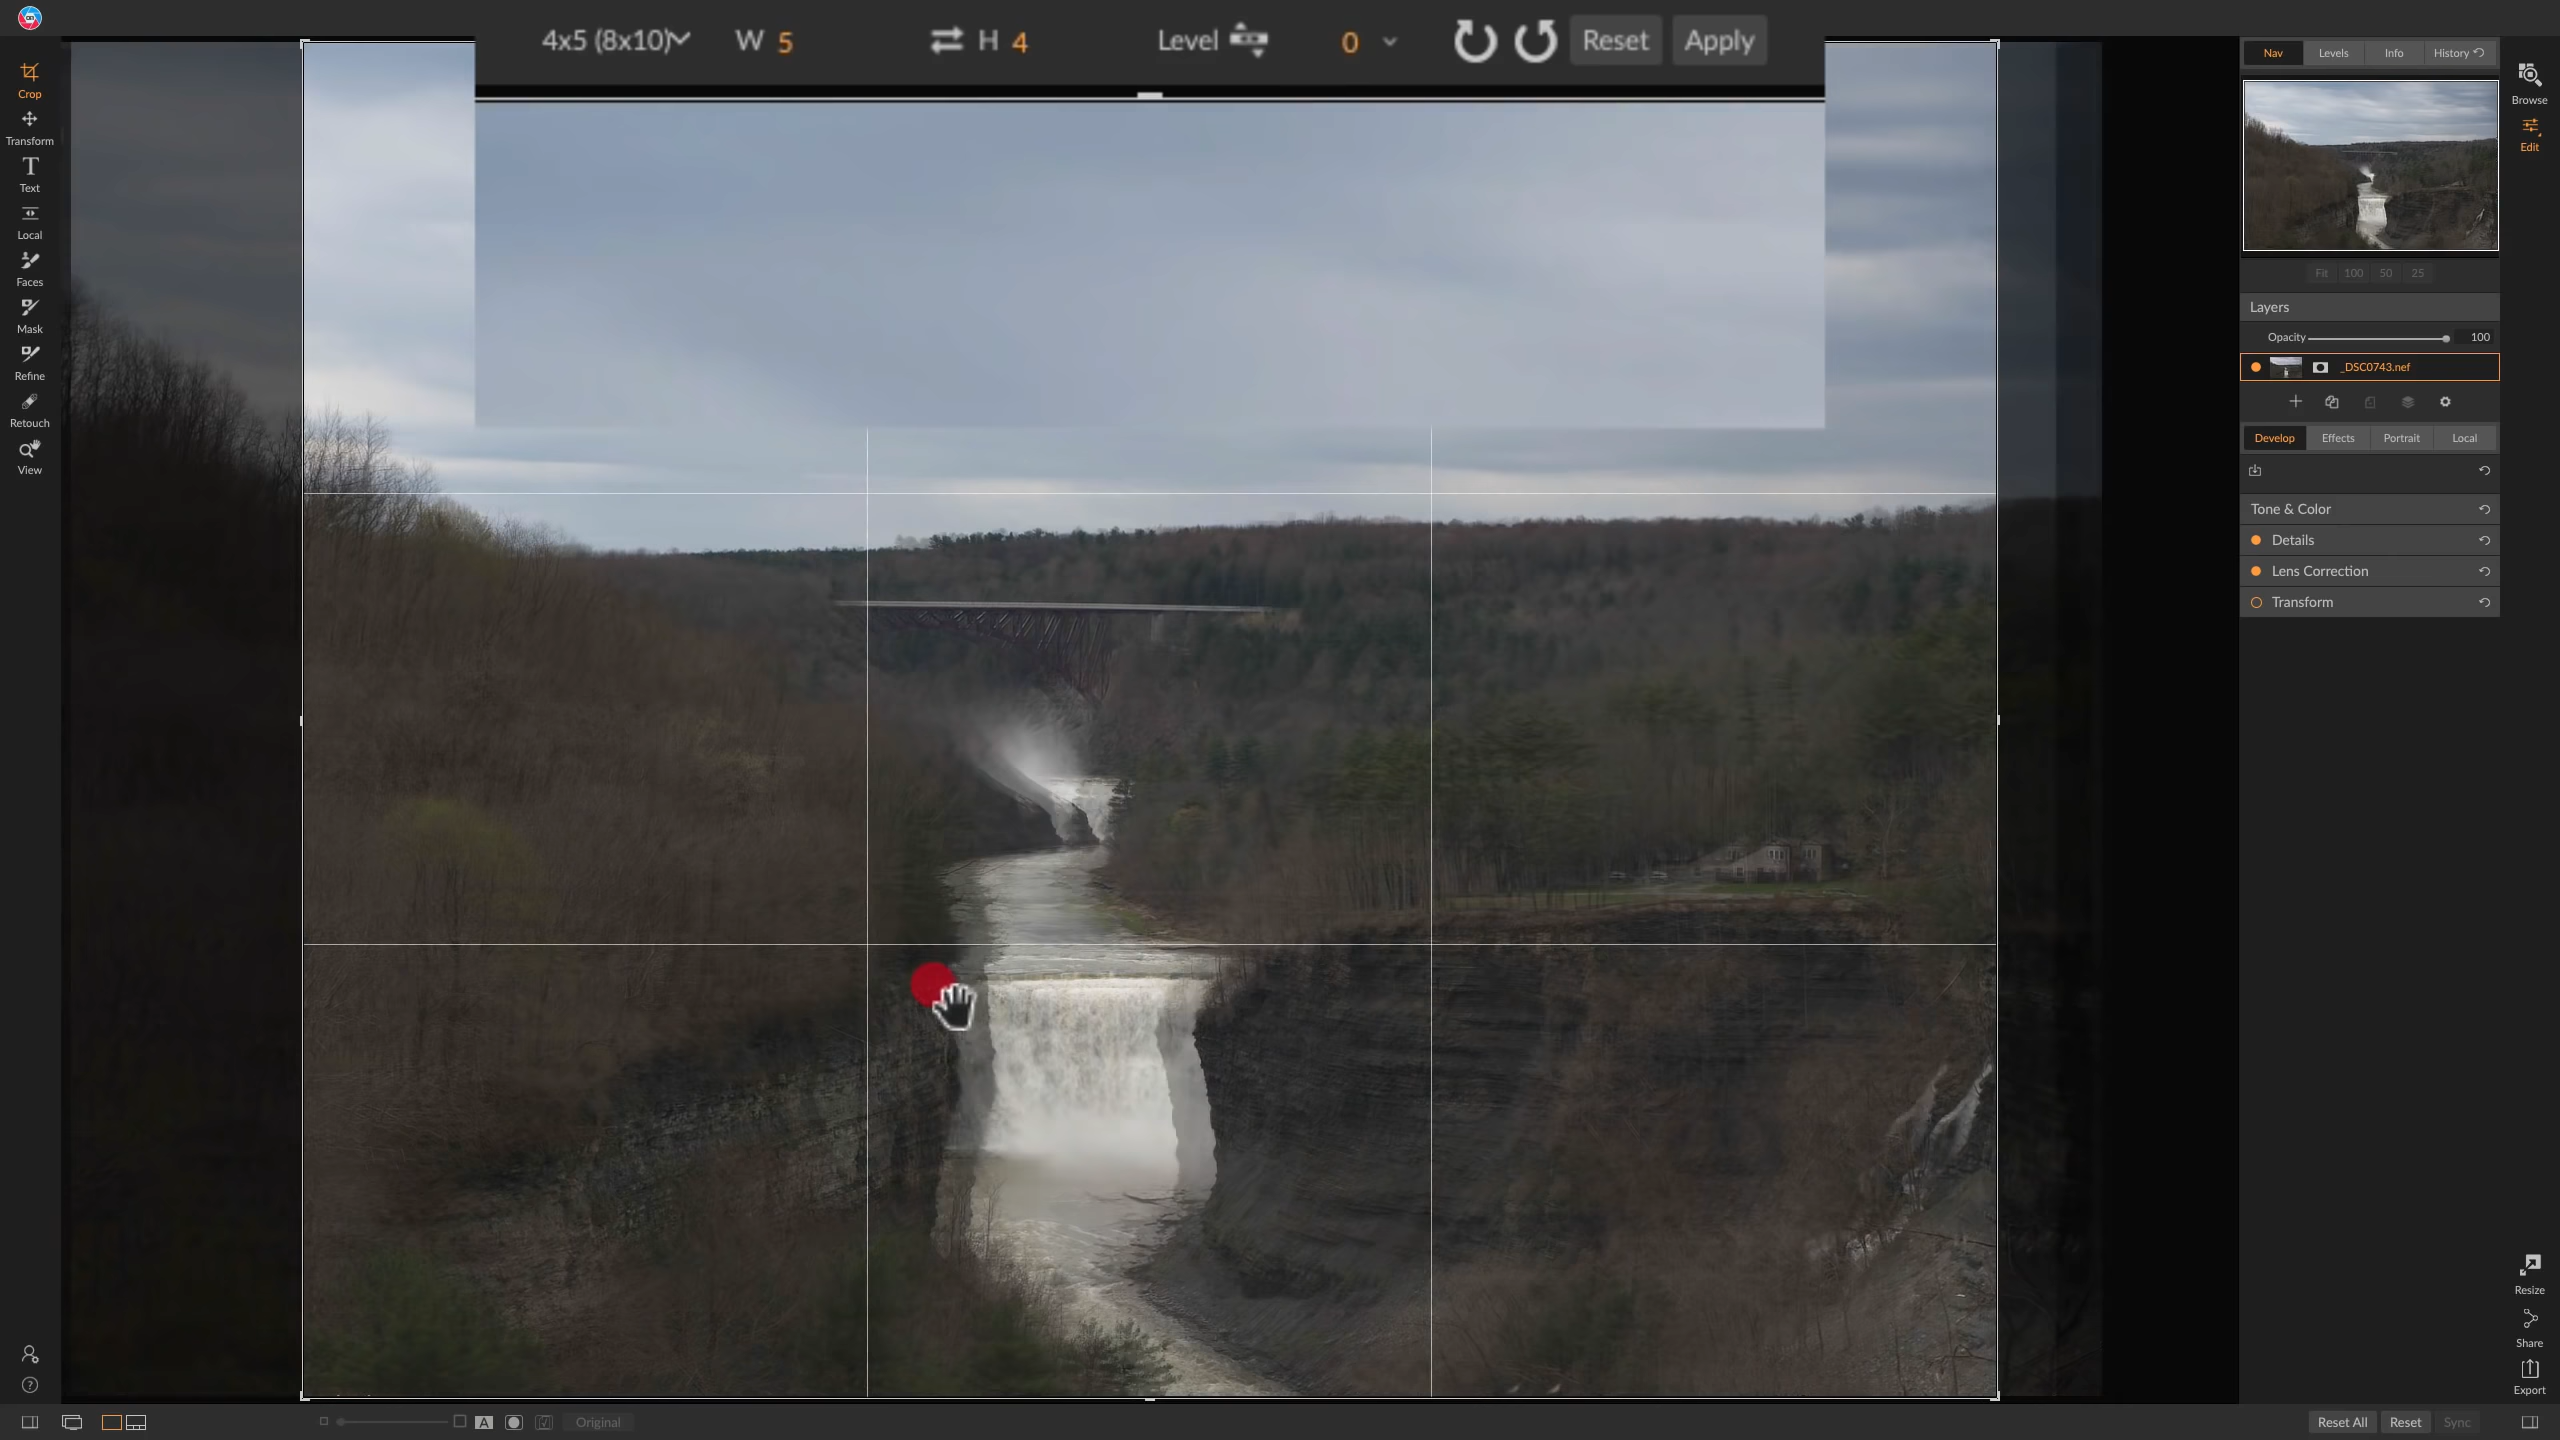 4x5 (8x10) W 5 H 4 Level 0 Reset Apply
Crop
Transform
Text
Local
Faces
Mask
Refine
Retouch
View
Nav Levels Info History
Browse
Edit
Fit 100 50 25
Layers
Opacity 100
_DSC0743.nef
Develop Effects Portrait Local
Tone & Color
Details
Lens Correction
Transform
Resize
Share
Export
A Original
Reset All Reset Sync